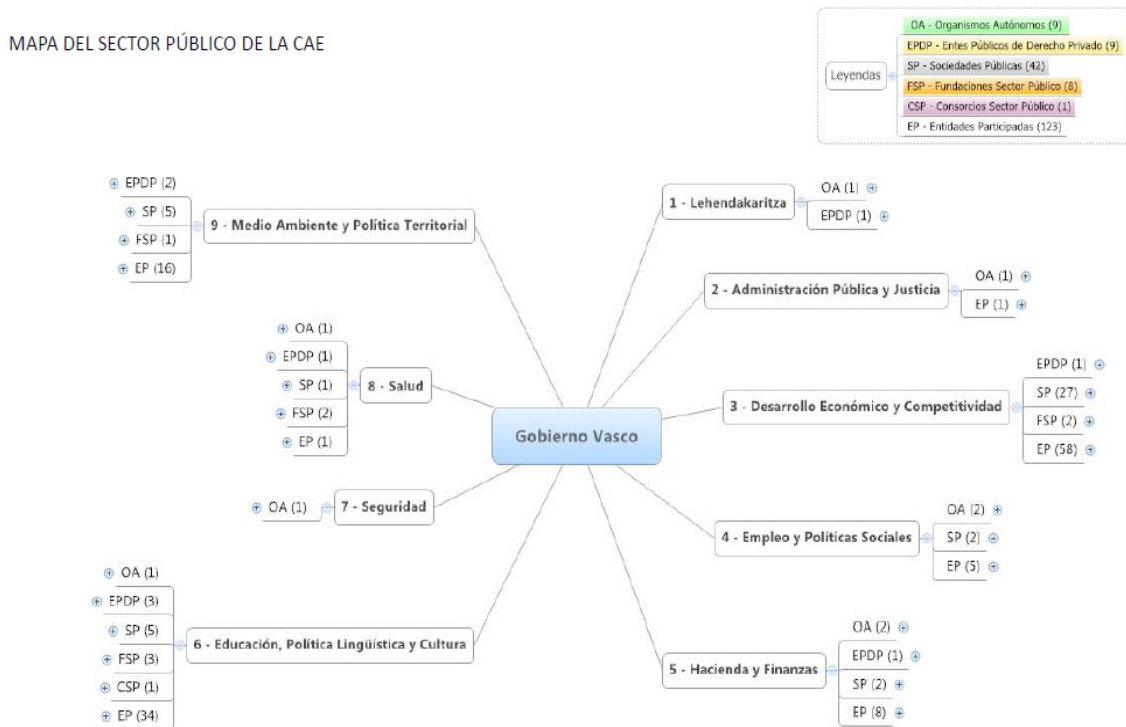 MAPA DEL SECTOR PÚBLICO DE LA CAE
Leyendas
OA - Organismos Autónomos (9)
EPDP - Entes Públicos de Derecho Privado (9)
SP - Sociedades Públicas (42)
FSP - Fundaciones Sector Público (8)
CSP - Consorcios Sector Público (1)
EP - Entidades Participadas (123)
Gobierno Vasco
1 - Lehendakaritza
OA (1)
EPDP (1)
2 - Administración Pública y Justicia
OA (1)
EP (1)
3 - Desarrollo Económico y Competitividad
EPDP (1)
SP (27)
FSP (2)
EP (58)
4 - Empleo y Políticas Sociales
OA (2)
SP (2)
EP (5)
5 - Hacienda y Finanzas
OA (2)
EPDP (1)
SP (2)
EP (8)
6 - Educación, Política Lingüística y Cultura
OA (1)
EPDP (3)
SP (5)
FSP (3)
CSP (1)
EP (34)
7 - Seguridad
OA (1)
8 - Salud
OA (1)
EPDP (1)
SP (1)
FSP (2)
EP (1)
9 - Medio Ambiente y Política Territorial
EPDP (2)
SP (5)
FSP (1)
EP (16)